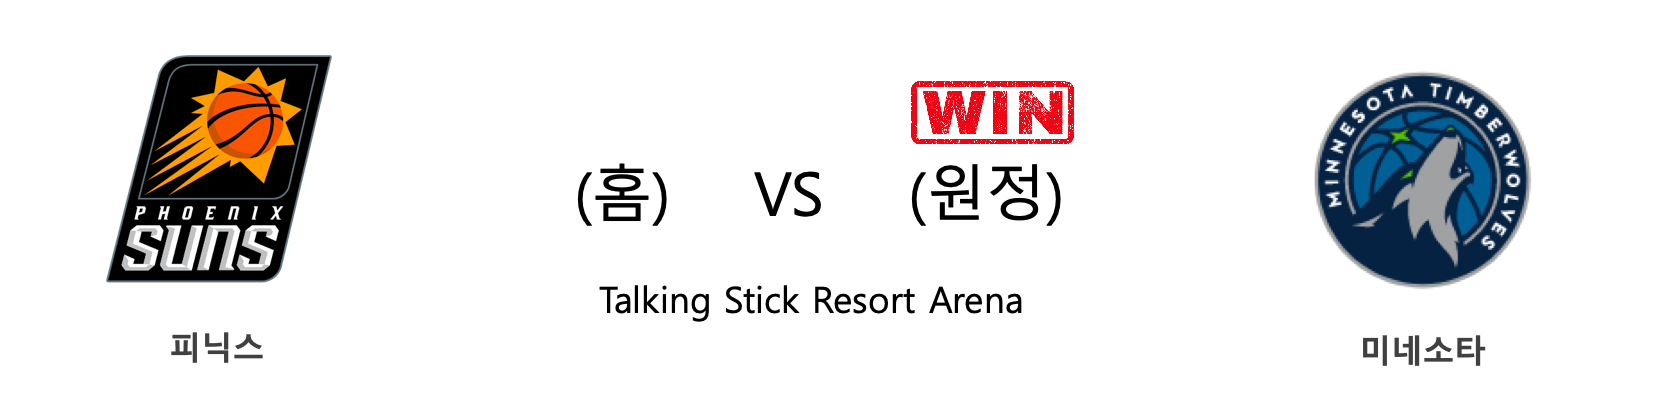 PHOENIX
SUNS
피닉스
WIN
(홈) VS (원정)
Talking Stick Resort Arena
MINNESOTA TIMBERWOLVES
미네소타